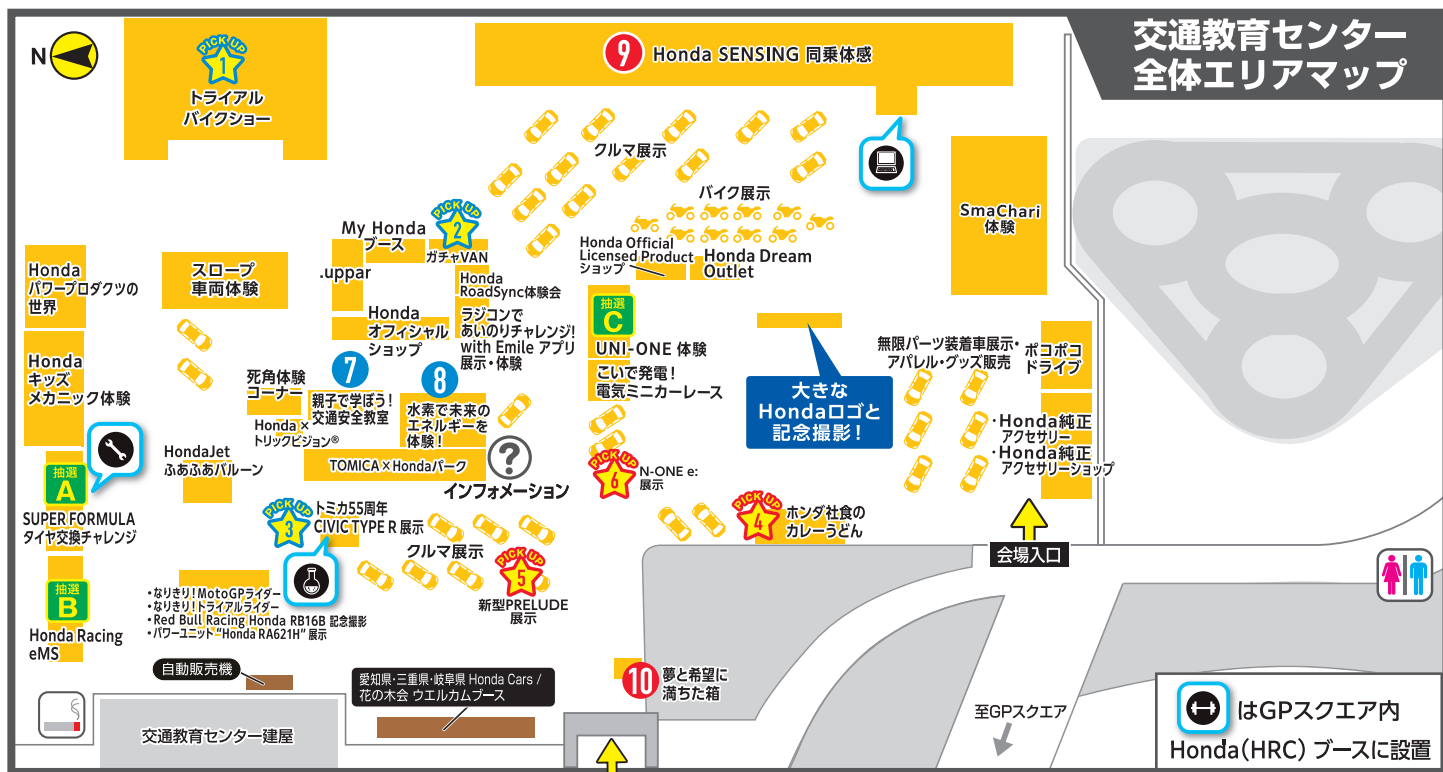 交通教育センター
全体エリアマップ
N
PICK UP
1
トライアル
バイクショー
9
Honda SENSING 同乗体感
クルマ展示
バイク展示
SmaChari
体験
My Honda
ブース
PICK UP
2
ガチャVAN
.uppar
Honda
RoadSync体験会
Honda
オフィシャル
ショップ
ラジコンで
あいのりチャレンジ!
with Emile アプリ
展示・体験
Honda Official
Licensed Product
ショップ
Honda Dream
Outlet
Honda
パワープロダクツの
世界
スロープ
車両体験
Honda
キッズ
メカニック体験
抽選
C
UNI-ONE 体験
こいで発電!
電気ミニカーレース
大きな
Hondaロゴと
記念撮影!
無限パーツ装着車展示・
アパレル・グッズ販売
ポコポコ
ドライブ
・Honda純正
アクセサリー
・Honda純正
アクセサリーショップ
死角体験
コーナー
Honda×
トリックビジョン®
7
親子で学ぼう!
交通安全教室
8
水素で未来の
エネルギーを
体験!
TOMICA×Hondaパーク
?
インフォメーション
HondaJet
ふあふあバルーン
抽選
A
SUPER FORMULA
タイヤ交換チャレンジ
抽選
B
Honda Racing
eMS
PICK UP
3
トミカ55周年
CIVIC TYPE R 展示
クルマ展示
PICK UP
6
N-ONE e:
展示
PICK UP
4
ホンダ社食の
カレーうどん
PICK UP
5
新型PRELUDE
展示
会場入口
・なりきり!MotoGPライダー
・なりきり!トライアルライダー
・Red Bull Racing Honda RB16B 記念撮影
・パワーユニット“Honda RA621H”展示
自動販売機
愛知県・三重県・岐阜県 Honda Cars /
花の木会 ウエルカムブース
10
夢と希望に
満ちた箱
交通教育センター建屋
至GPスクエア
はGPスクエア内
Honda(HRC) ブースに設置